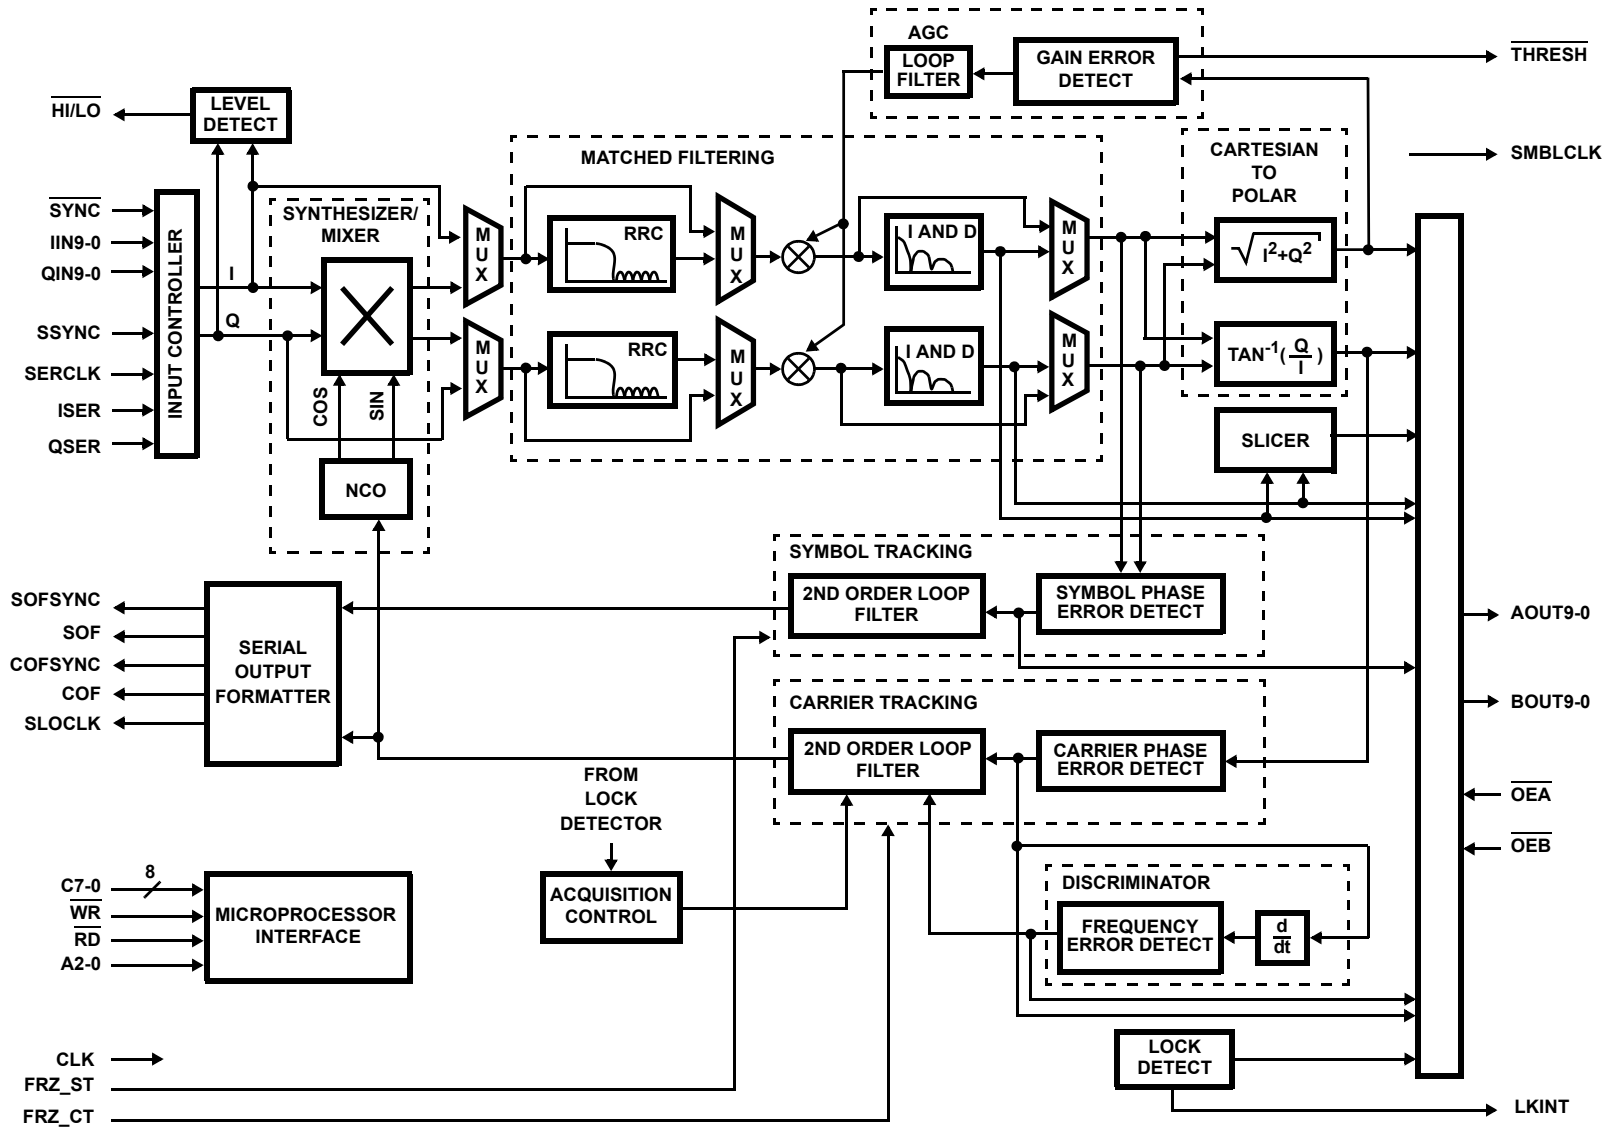 AGC
LOOP
FILTER
GAIN ERROR
DETECT
THRESH
HI/LO
LEVEL
DETECT
MATCHED FILTERING
CARTESIAN
TO
POLAR
SMBLCLK
SYNC
IIN9-0
QIN9-0
SSYNC
SERCLK
ISER
QSER
INPUT CONTROLLER
I
Q
SYNTHESIZER/
MIXER
COS
SIN
NCO
MUX
MUX
RRC
RRC
MUX
MUX
I AND D
I AND D
MUX
MUX
√I²+Q²
TAN⁻¹(Q/I)
SLICER
SYMBOL TRACKING
2ND ORDER LOOP
FILTER
SYMBOL PHASE
ERROR DETECT
SOFSYNC
SOF
COFSYNC
COF
SLOCLK
SERIAL
OUTPUT
FORMATTER
AOUT9-0
BOUT9-0
OEA
OEB
CARRIER TRACKING
2ND ORDER LOOP
FILTER
CARRIER PHASE
ERROR DETECT
FROM
LOCK
DETECTOR
ACQUISITION
CONTROL
DISCRIMINATOR
FREQUENCY
ERROR DETECT
d
dt
C7-0
8
WR
RD
A2-0
MICROPROCESSOR
INTERFACE
LOCK
DETECT
CLK
FRZ_ST
FRZ_CT
LKINT